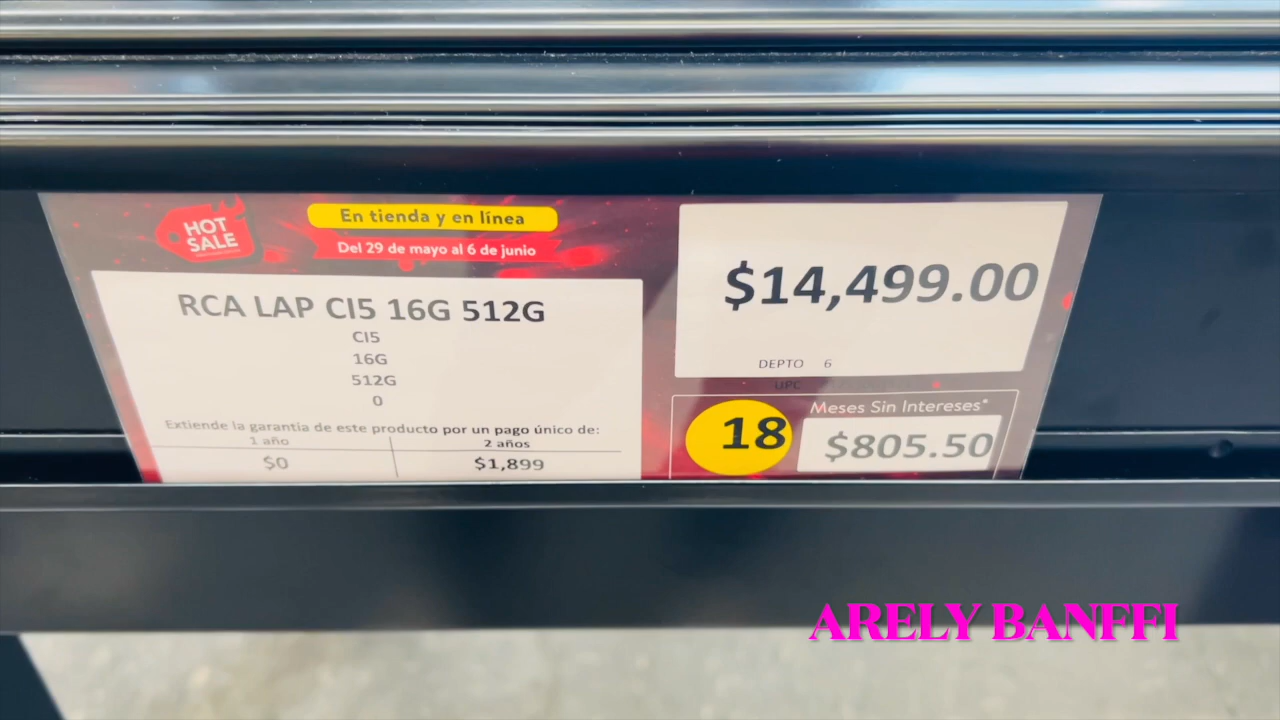 HOT
SALE
En tienda y en línea
Del 29 de mayo al 6 de junio
RCA LAP CI5 16G 512G
CI5
16G
512G
0
Extiende la garantía de este producto por un pago único de:
1 año
2 años
$0
$1,899
$14,499.00
DEPTO 6
UPC
18
Meses Sin Intereses*
$805.50
ARELY BANFFI